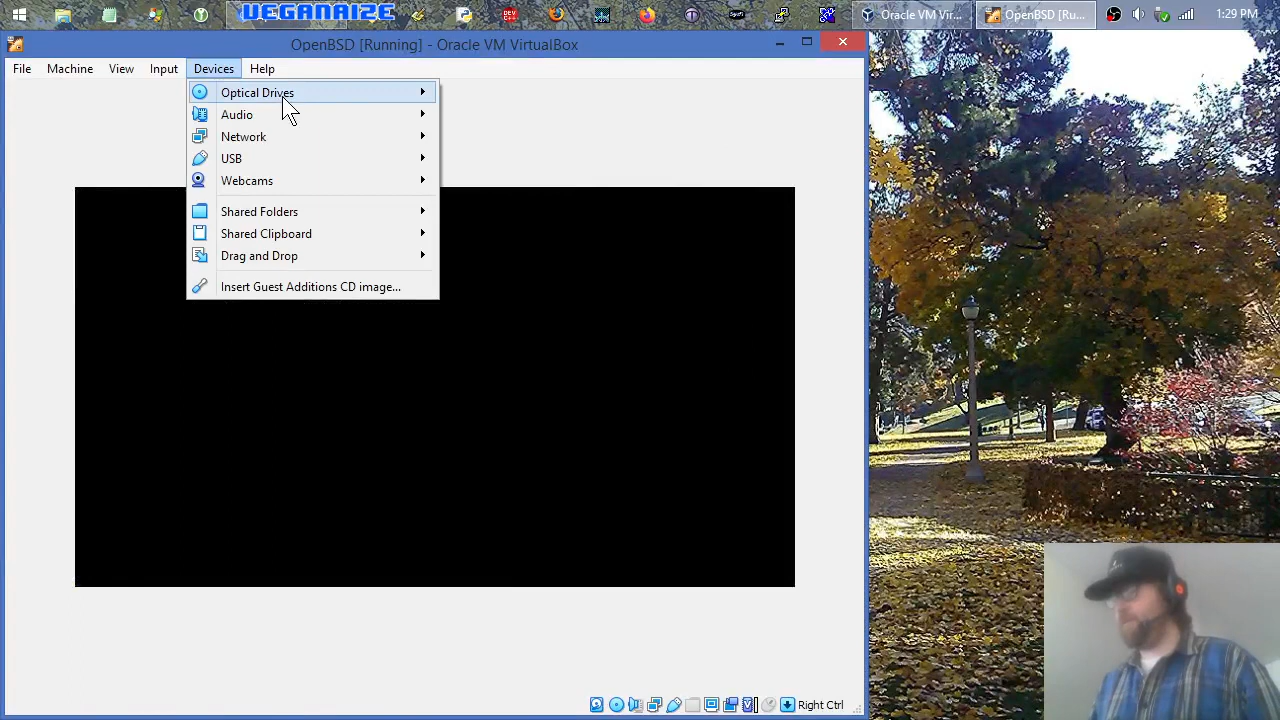 VEGANAIZE
Oracle VM Vir...
OpenBSD [Ru...
1:29 PM
OpenBSD [Running] - Oracle VM VirtualBox
File Machine View Input Devices Help
Optical Drives
Audio
Network
USB
Webcams
Shared Folders
Shared Clipboard
Drag and Drop
Insert Guest Additions CD image...
Right Ctrl